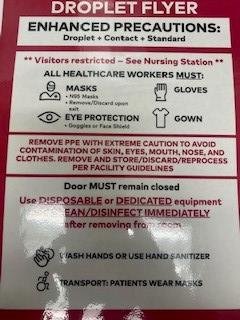 DROPLET FLYER
ENHANCED PRECAUTIONS:
Droplet + Contact + Standard
** Visitors restricted – See Nursing Station **
ALL HEALTHCARE WORKERS MUST:
MASKS
• N95 Masks
• Remove/Discard upon
exit
GLOVES
EYE PROTECTION
• Goggles or Face Shield
GOWN
REMOVE PPE WITH EXTREME CAUTION TO AVOID
CONTAMINATION OF SKIN, EYES, MOUTH, NOSE, AND
CLOTHES. REMOVE AND STORE/DISCARD/REPROCESS
PER FACILITY GUIDELINES
Door MUST remain closed
Use DISPOSABLE or DEDICATED equipment
EAN/DISINFECT IMMEDIATELY
after removing from room
WASH HANDS OR USE HAND SANITIZER
TRANSPORT: PATIENTS WEAR MASKS